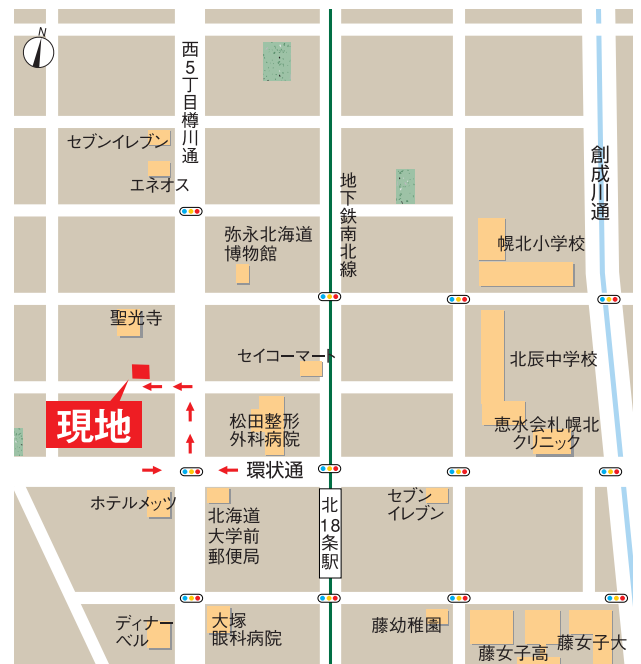 N
西5丁目樽川通
セブンイレブン
エネオス
地下鉄南北線
創成川通
弥永北海道
博物館
幌北小学校
聖光寺
セイコーマート
北辰中学校
現地
松田整形
外科病院
恵水会札幌北
クリニック
環状通
ホテルメッツ
北海道
大学前
郵便局
北18条駅
セブン
イレブン
ディナー
ベル
大塚
眼科病院
藤幼稚園
藤女子高
藤女子大